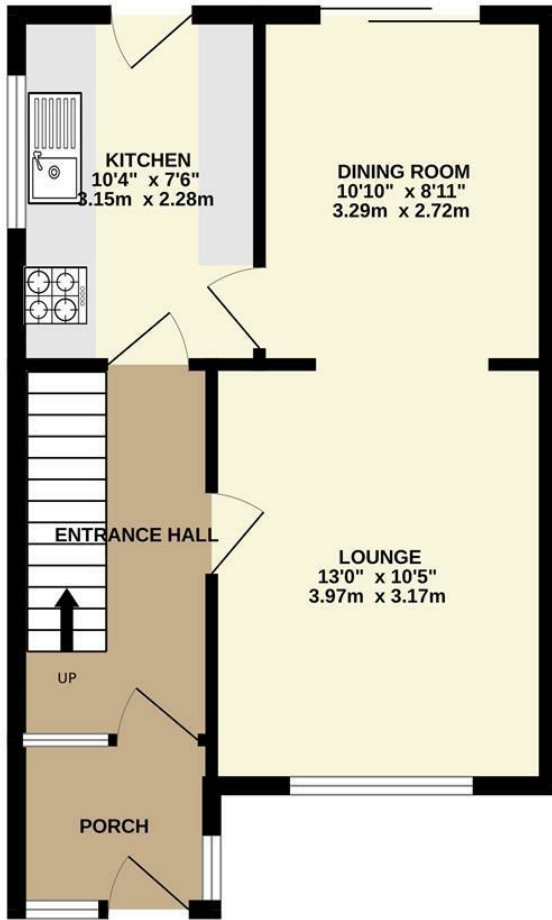 KITCHEN
10'4" x 7'6"
3.15m x 2.28m
DINING ROOM
10'10" x 8'11"
3.29m x 2.72m
ENTRANCE HALL
LOUNGE
13'0" x 10'5"
3.97m x 3.17m
UP
PORCH